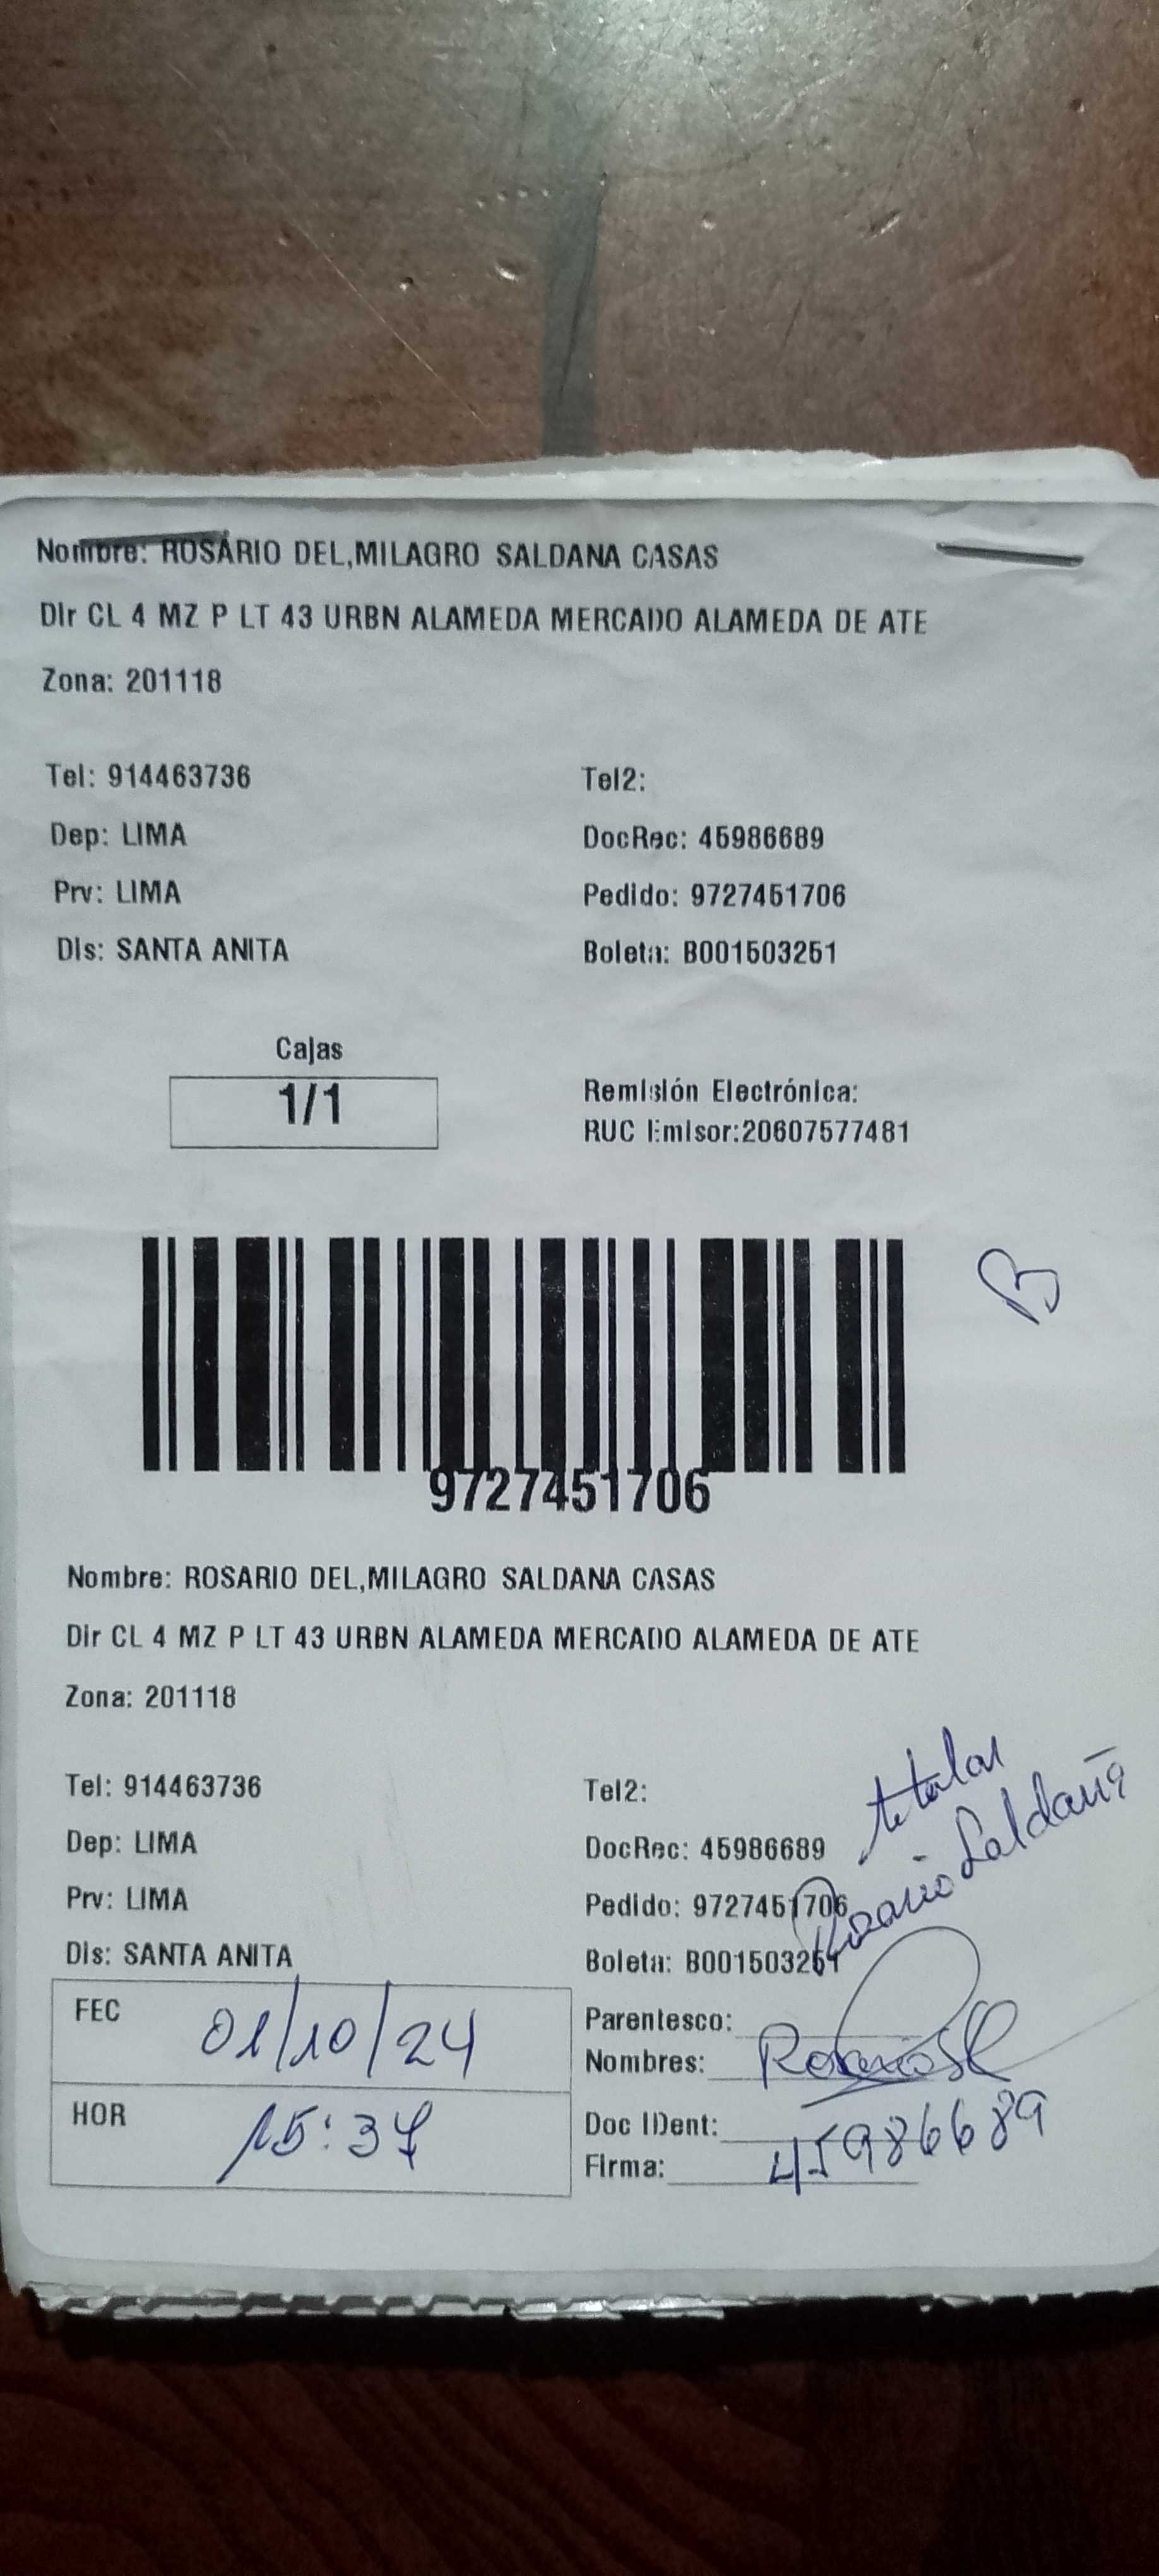 Nombre: ROSARIO DEL,MILAGRO SALDANA CASAS
Dir CL 4 MZ P LT 43 URBN ALAMEDA MERCADO ALAMEDA DE ATE
Zona: 201118
Tel: 914463736 Tel2:
Dep: LIMA DocRec: 45986689
Prv: LIMA Pedido: 9727451706
Dis: SANTA ANITA Boleta: B001503251
Cajas
1/1
Remisión Electrónica:
RUC Emisor:20607577481
9727451706
Nombre: ROSARIO DEL,MILAGRO SALDANA CASAS
Dir CL 4 MZ P LT 43 URBN ALAMEDA MERCADO ALAMEDA DE ATE
Zona: 201118
Tel: 914463736 Tel2:
Dep: LIMA DocRec: 45986689
Prv: LIMA Pedido: 9727451706
Dis: SANTA ANITA Boleta: B001503251
titular
Rosario Saldaña
FEC 01/10/24
HOR 15:37
Parentesco:
Nombres:
Doc IDent: 45986689
Firma: